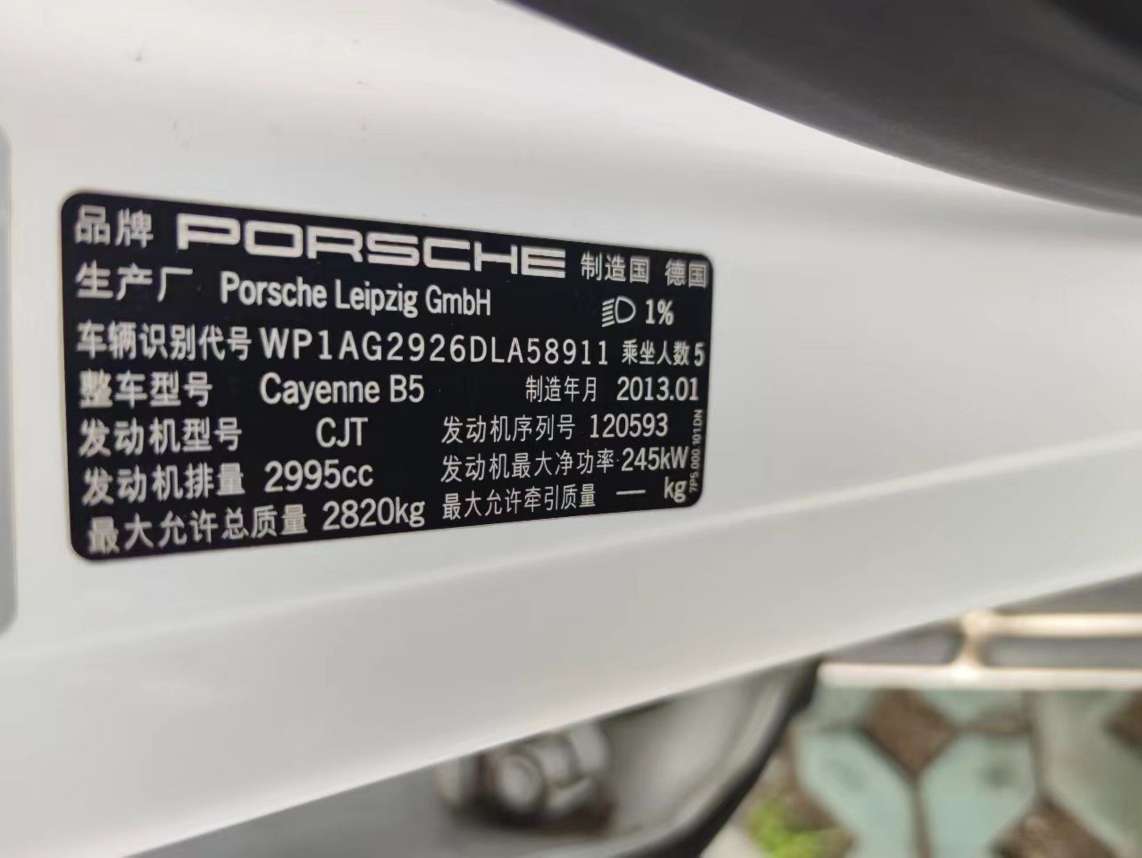 品牌 PORSCHE 制造国 德国
生产厂 Porsche Leipzig GmbH 1%
车辆识别代号 WP1AG2926DLA58911 乘坐人数 5
整车型号 Cayenne B5 制造年月 2013.01
发动机型号 CJT 发动机序列号 120593
发动机排量 2995cc 发动机最大净功率 245kW
最大允许总质量 2820kg 最大允许牵引质量 — kg
7P5.000.101.DN